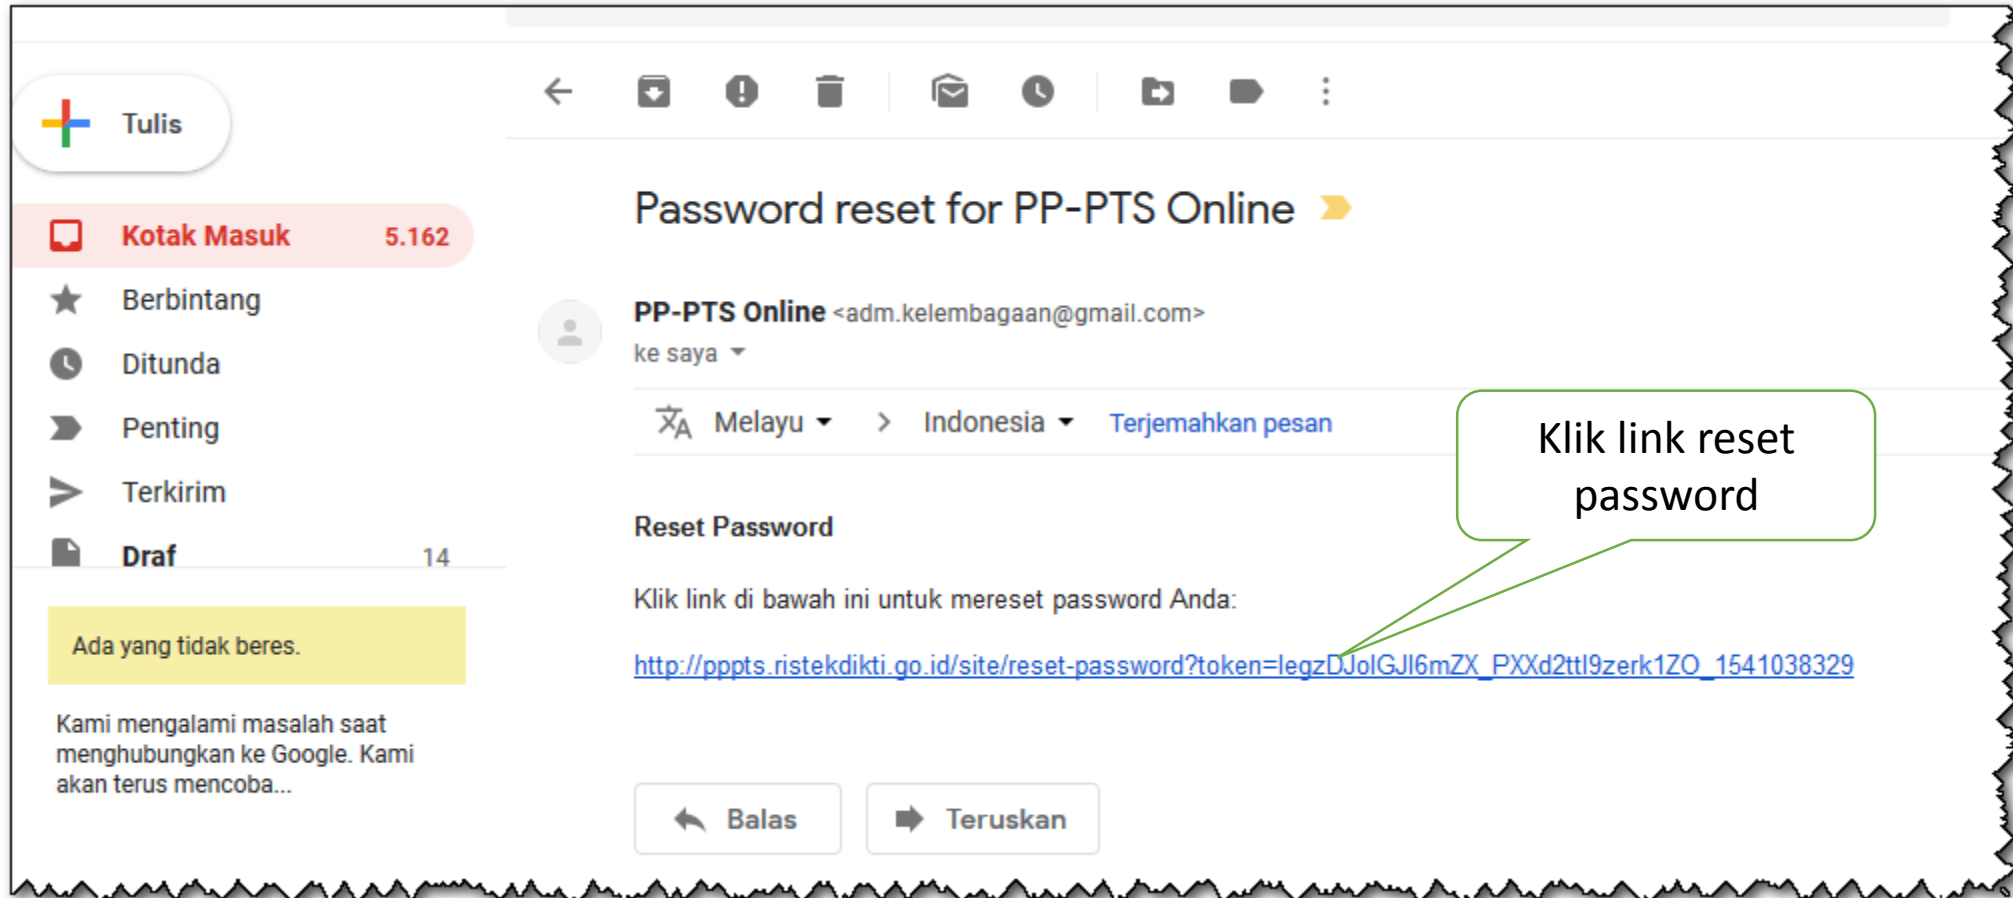 Tulis
Kotak Masuk 5.162
Berbintang
Ditunda
Penting
Terkirim
Draf 14
Ada yang tidak beres.
Kami mengalami masalah saat
menghubungkan ke Google. Kami
akan terus mencoba...
Password reset for PP-PTS Online
PP-PTS Online <adm.kelembagaan@gmail.com>
ke saya
Melayu > Indonesia Terjemahkan pesan
Klik link reset
password
Reset Password
Klik link di bawah ini untuk mereset password Anda:
http://pppts.ristekdikti.go.id/site/reset-password?token=legzDJolGJl6mZX_PXXd2ttl9zerk1ZO_1541038329
Balas
Teruskan